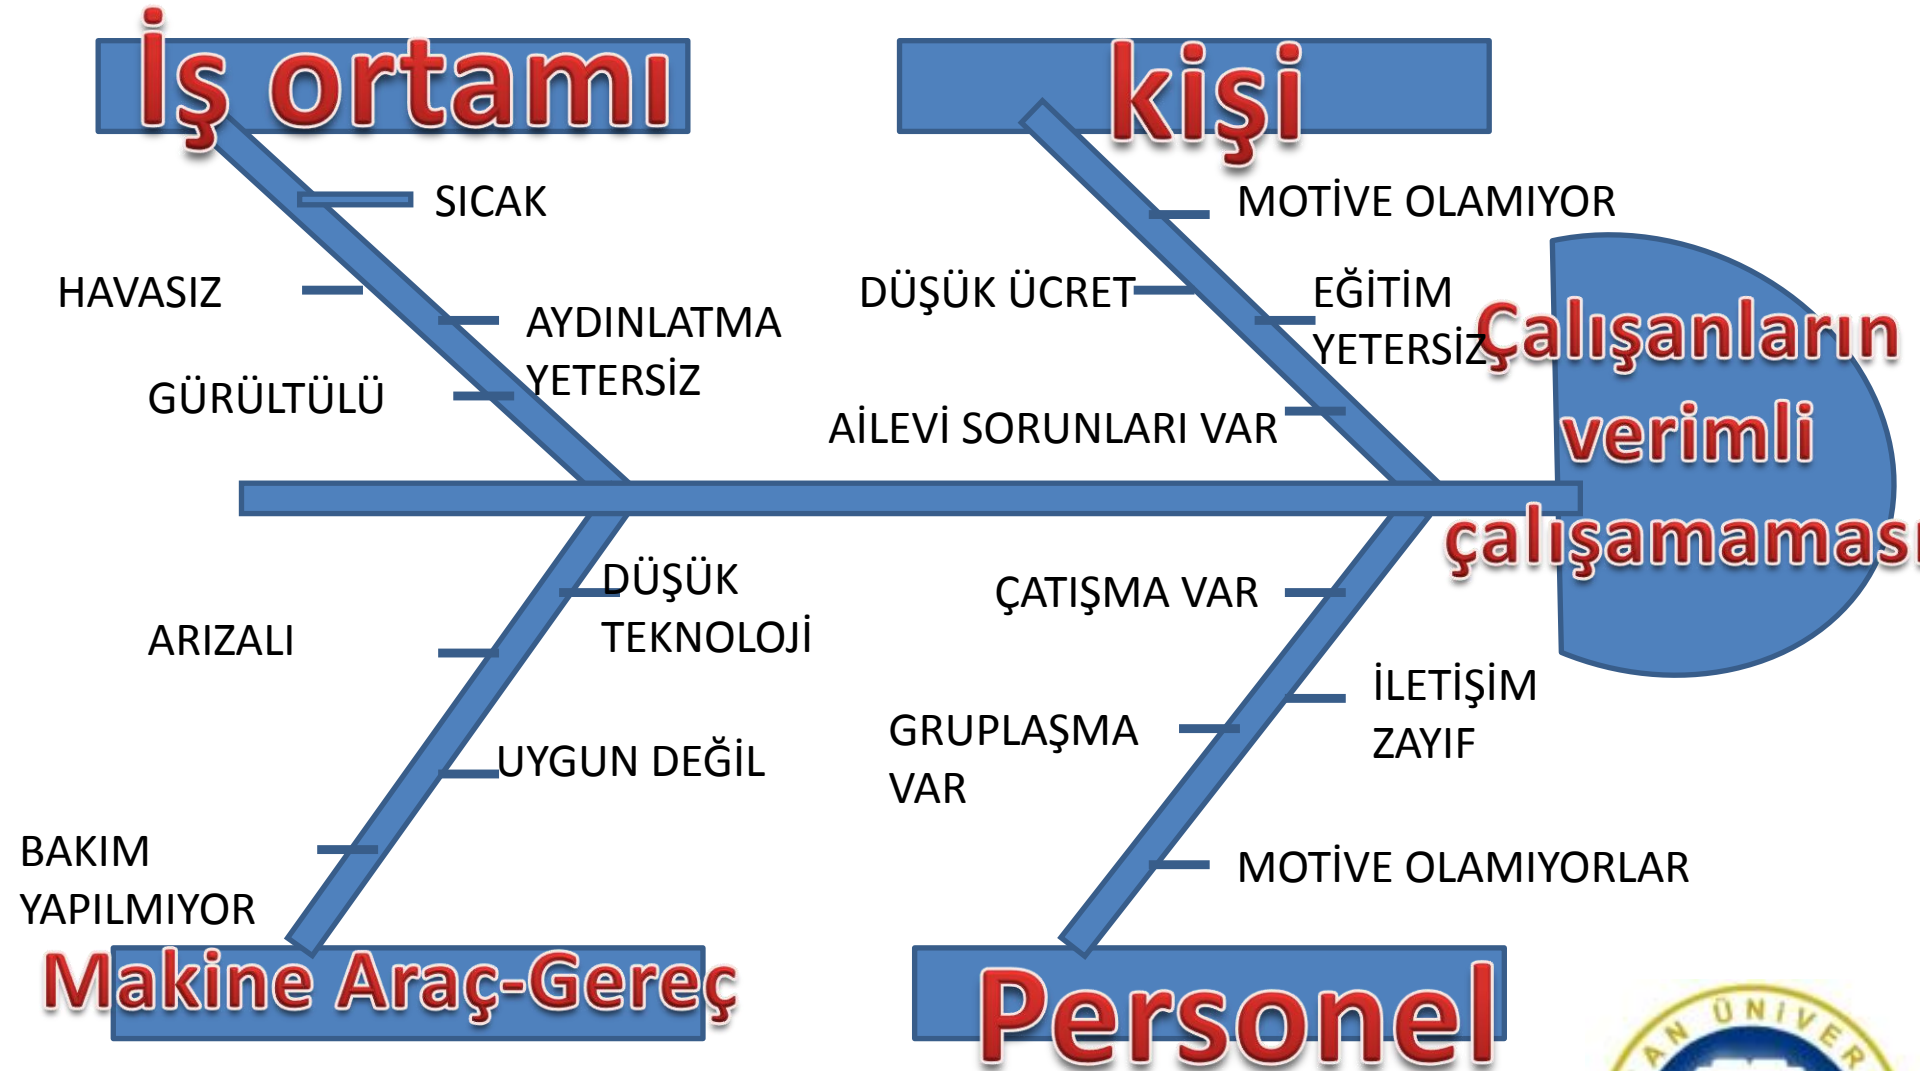 İş ortamı
kişi
SICAK
MOTİVE OLAMIYOR
HAVASIZ
AYDINLATMA
YETERSİZ
DÜŞÜK ÜCRET
EĞİTİM
YETERSİZ
GÜRÜLTÜLÜ
AİLEVİ SORUNLARI VAR
Çalışanların
verimli
çalışamaması
DÜŞÜK
TEKNOLOJİ
ÇATIŞMA VAR
ARIZALI
İLETİŞİM
ZAYIF
GRUPLAŞMA
VAR
UYGUN DEĞİL
BAKIM
YAPILMIYOR
MOTİVE OLAMIYORLAR
Makine Araç-Gereç
Personel